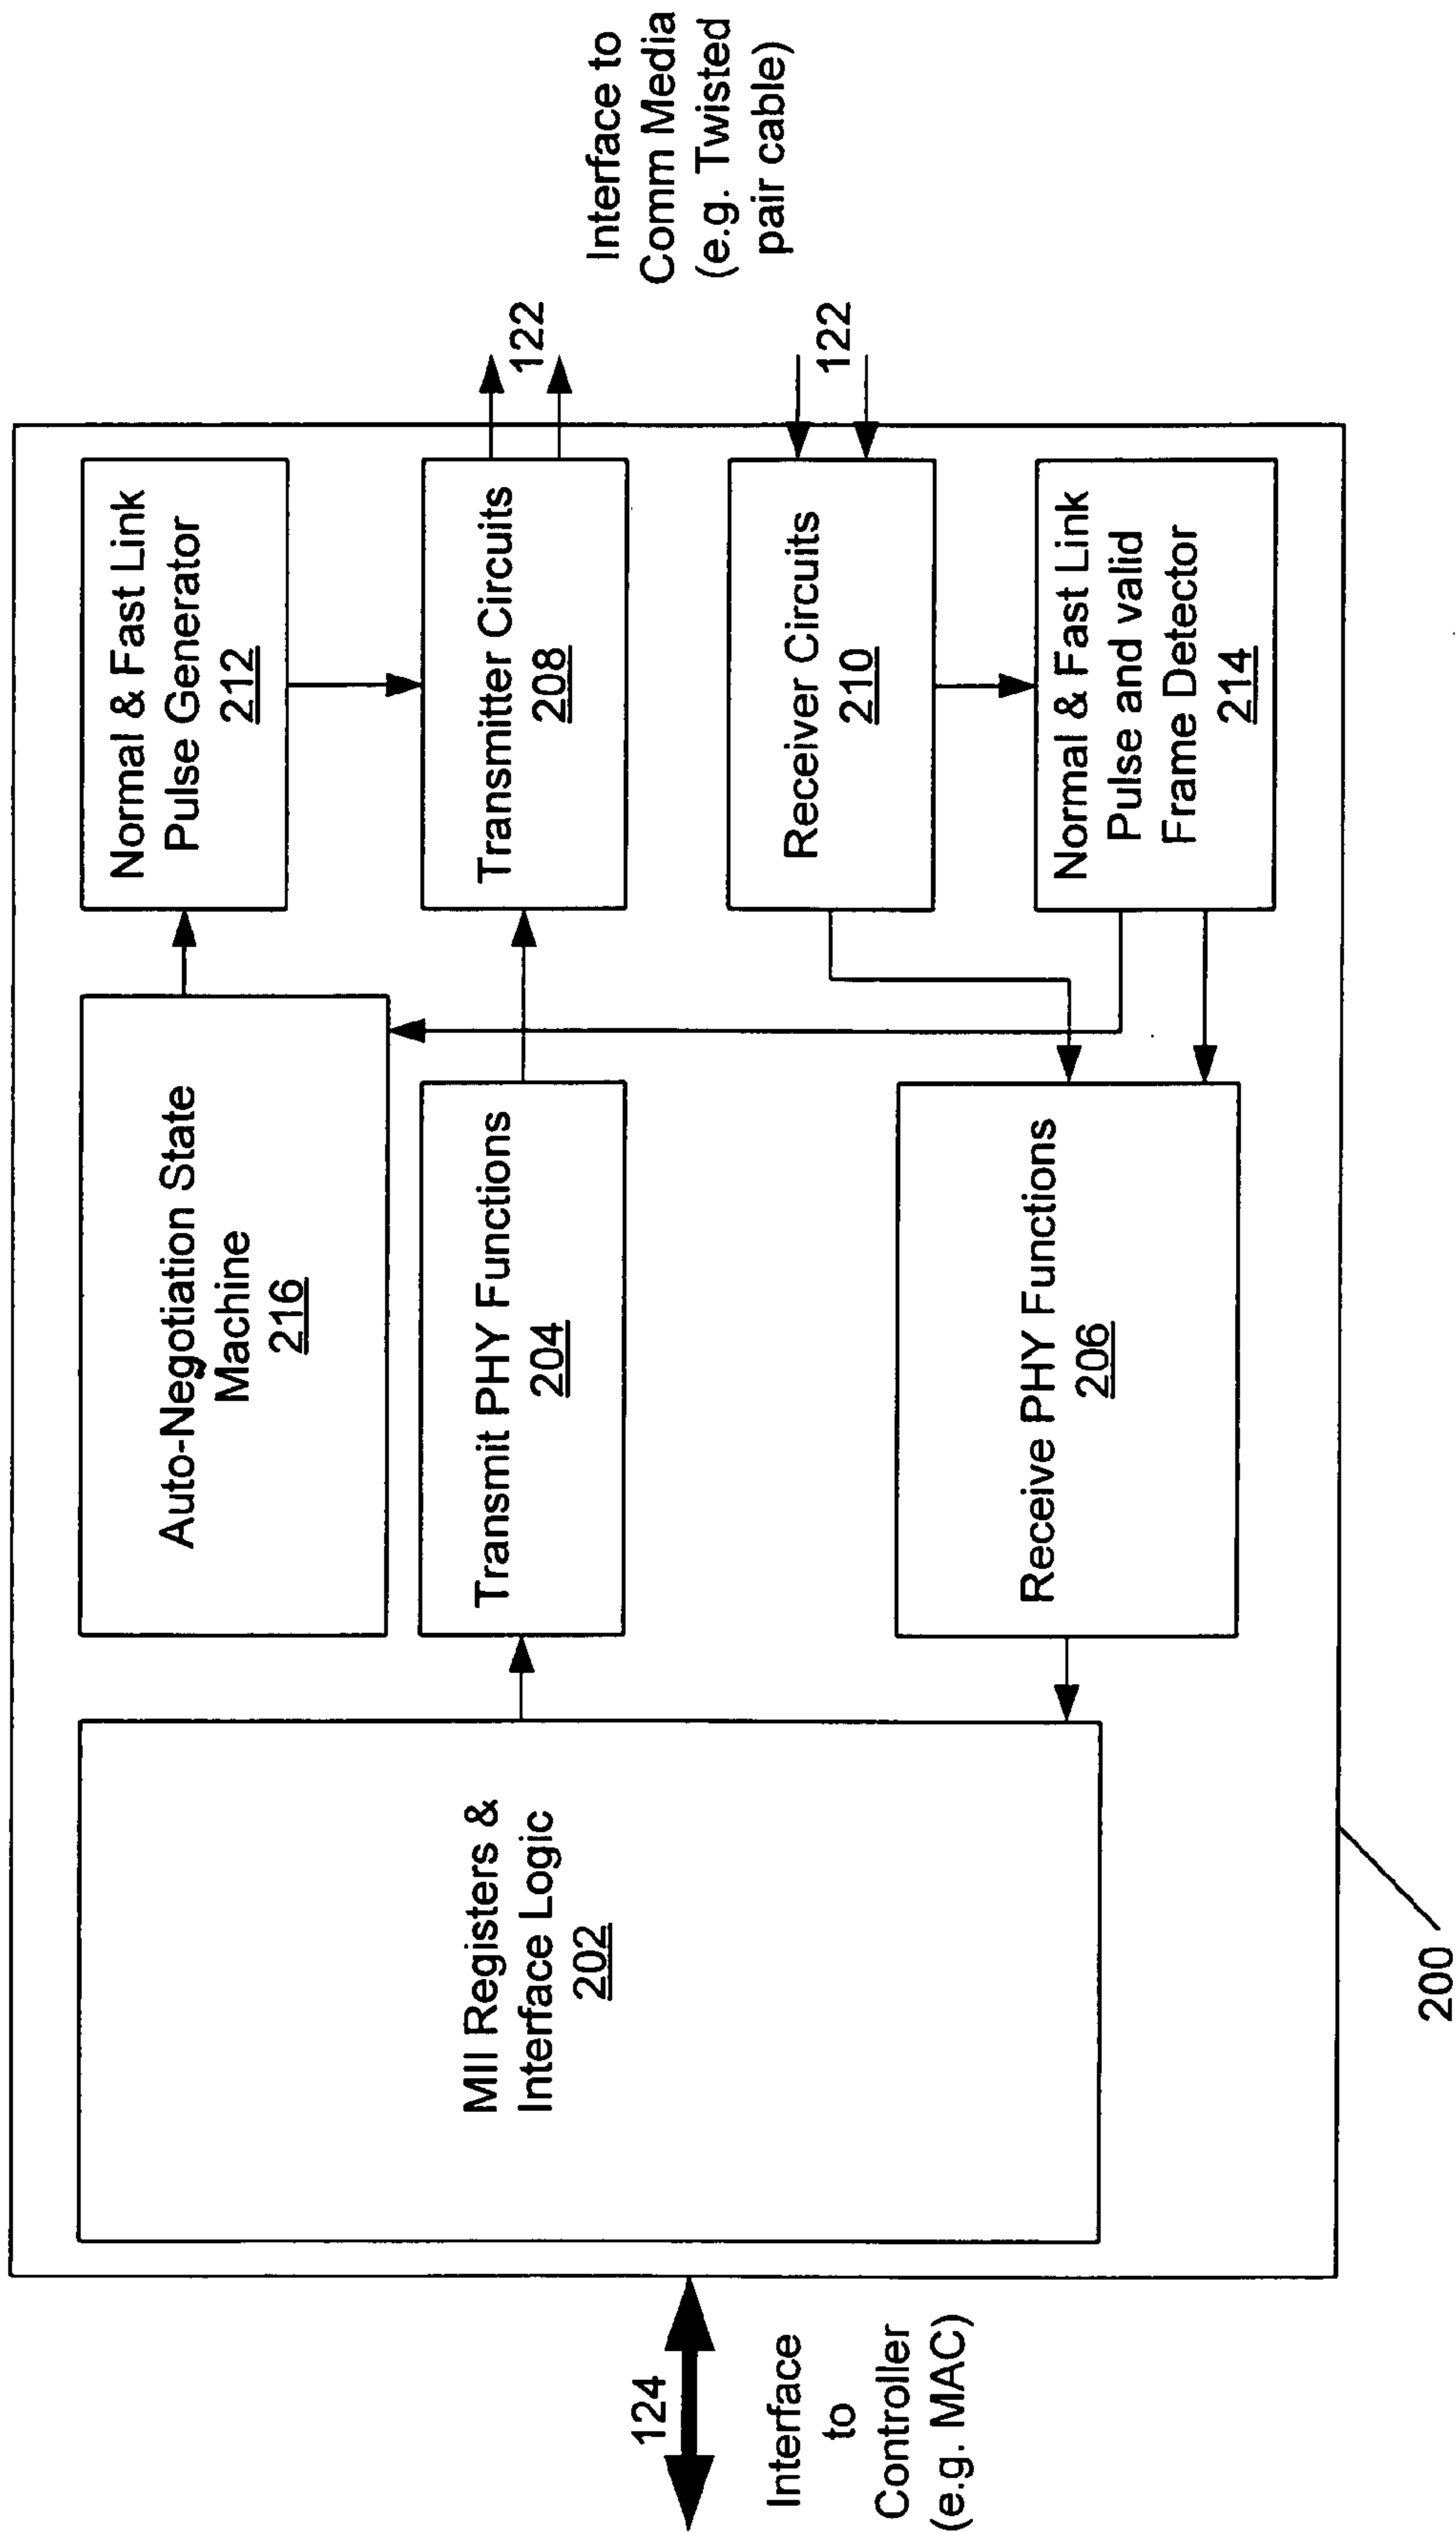 124
Interface
to
Controller
(e.g. MAC)
MII Registers &
Interface Logic
202
Auto-Negotiation State
Machine
216
Transmit PHY Functions
204
Receive PHY Functions
206
Normal & Fast Link
Pulse Generator
212
Transmitter Circuits
208
Receiver Circuits
210
Normal & Fast Link
Pulse and valid
Frame Detector
214
122
122
Interface to
Comm Media
(e.g. Twisted
pair cable)
200